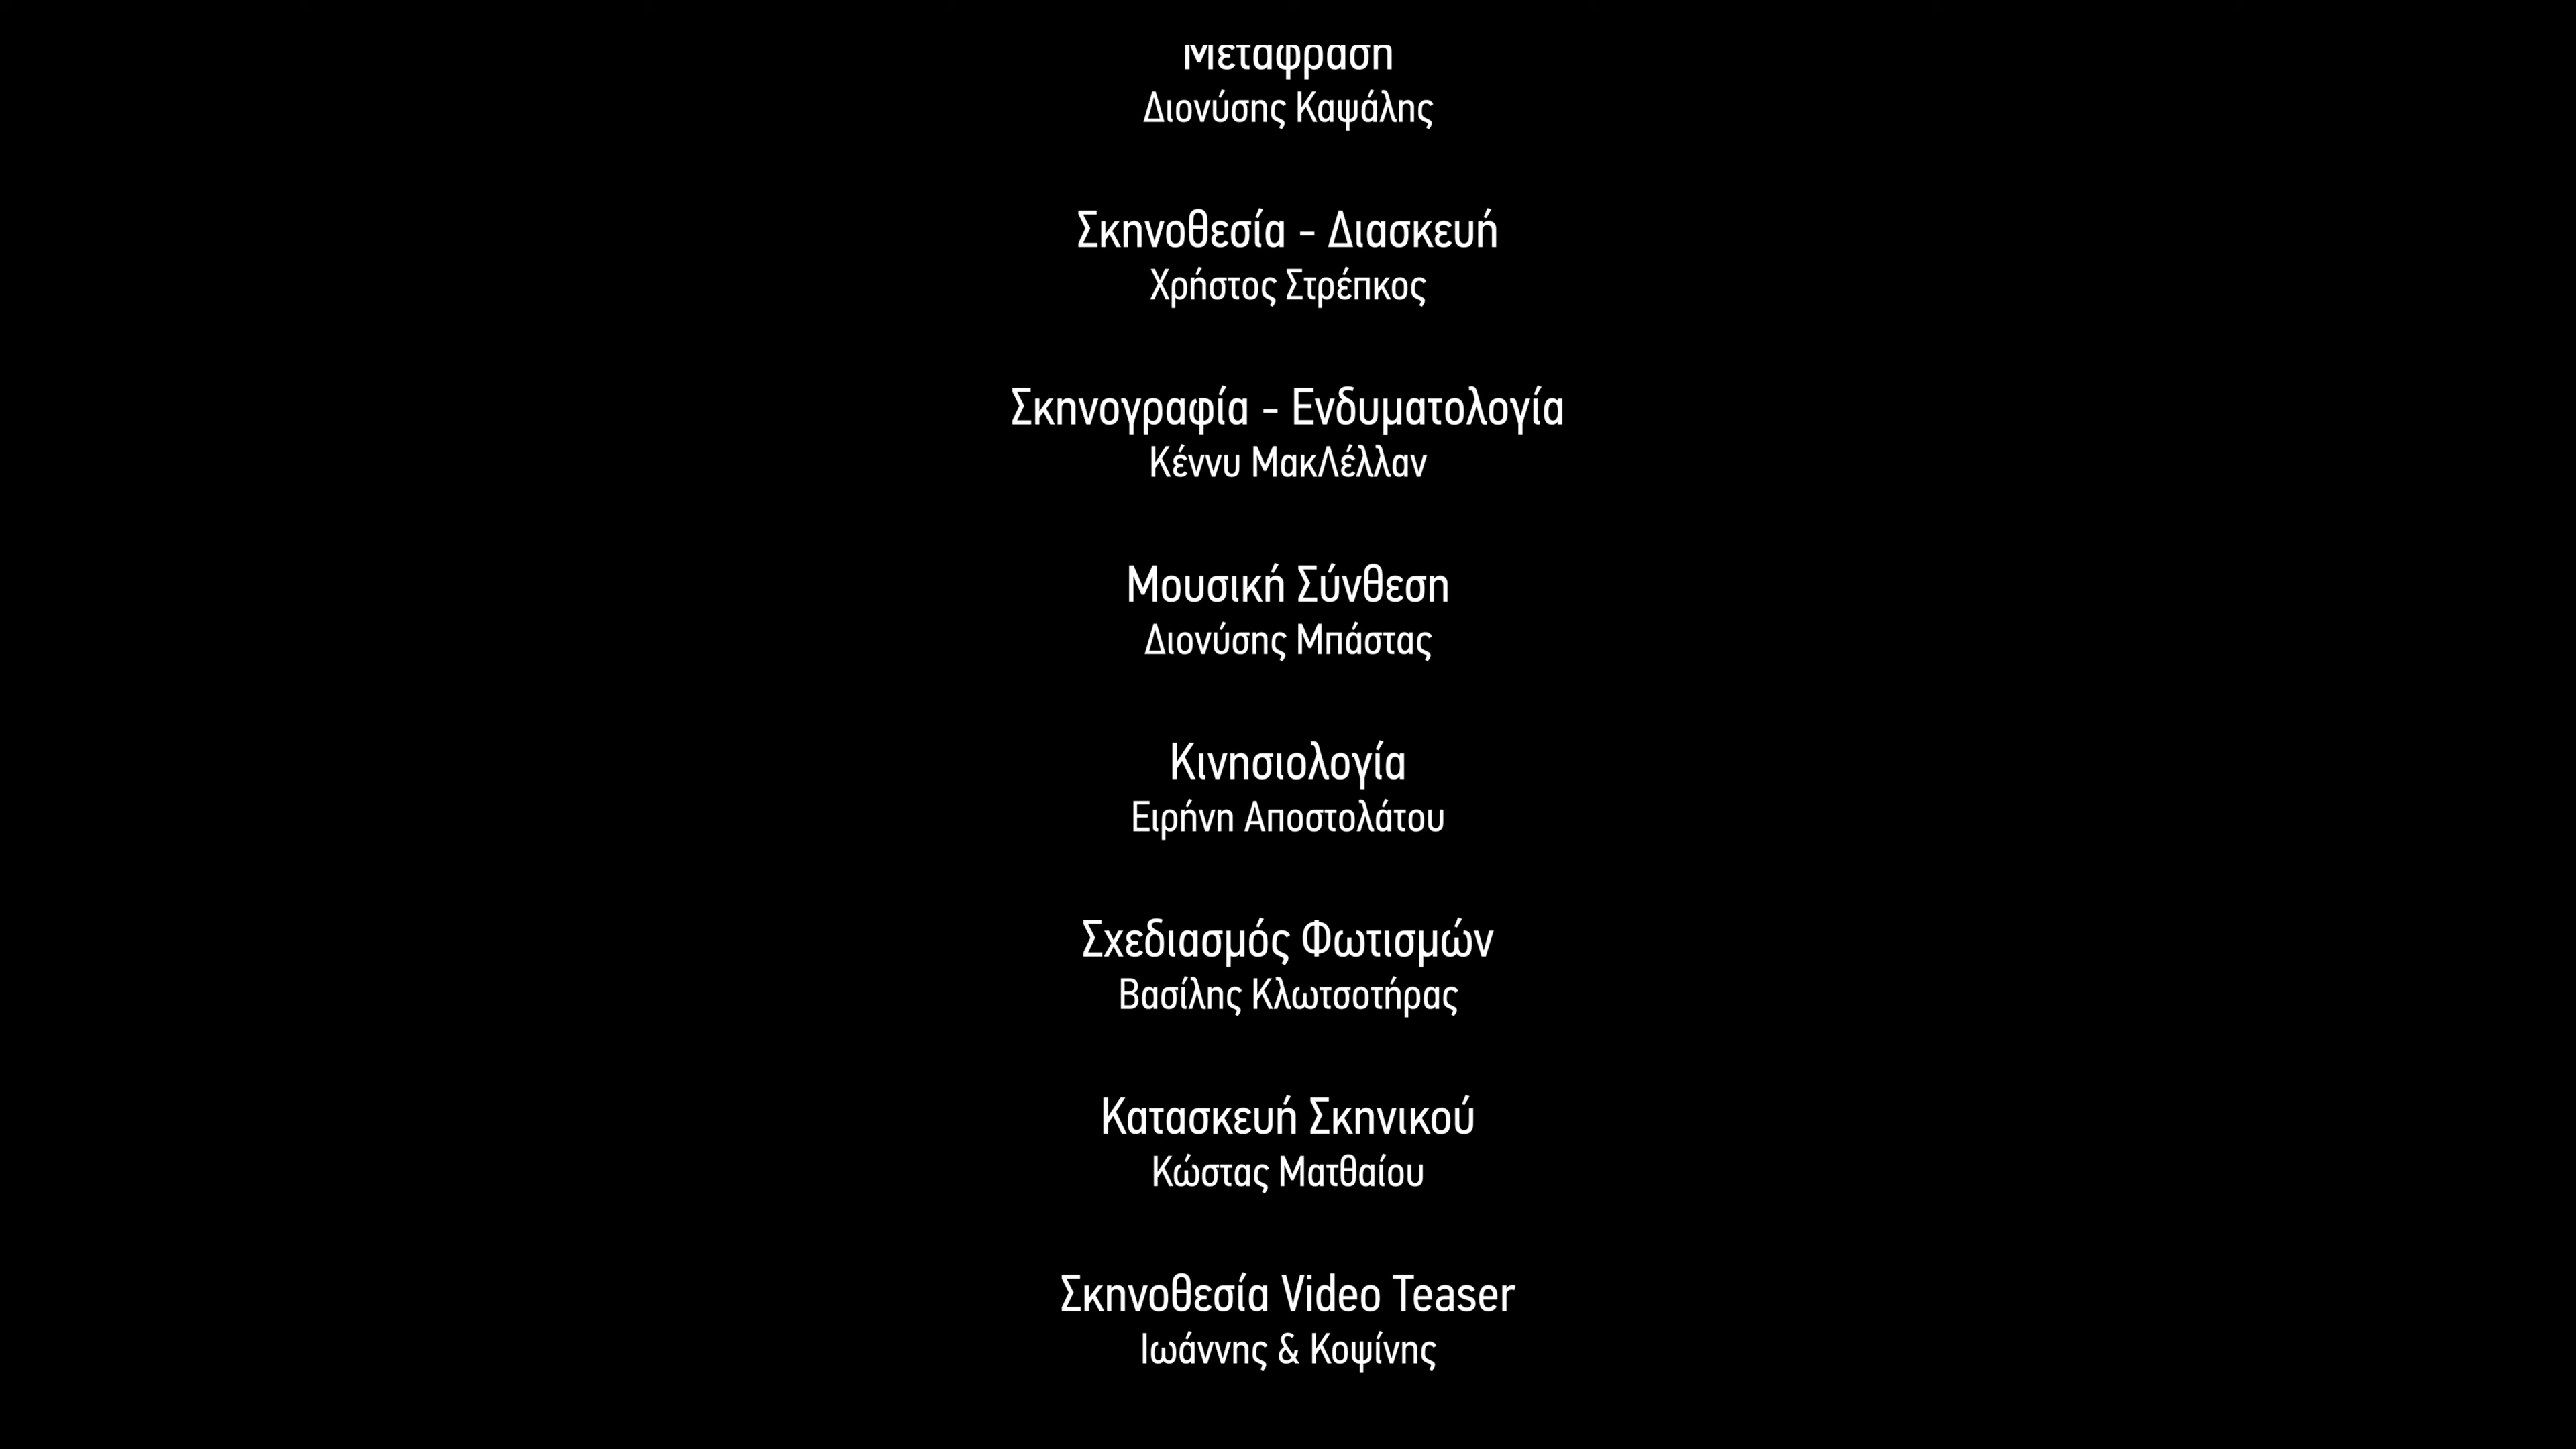 Μετάφραση
Διονύσης Καψάλης
Σκηνοθεσία - Διασκευή
Χρήστος Στρέπκος
Σκηνογραφία - Ενδυματολογία
Κέννυ ΜακΛέλλαν
Μουσική Σύνθεση
Διονύσης Μπάστας
Κινησιολογία
Ειρήνη Αποστολάτου
Σχεδιασμός Φωτισμών
Βασίλης Κλωτσοτήρας
Κατασκευή Σκηνικού
Κώστας Ματθαίου
Σκηνοθεσία Video Teaser
Ιωάννης & Κοψίνης